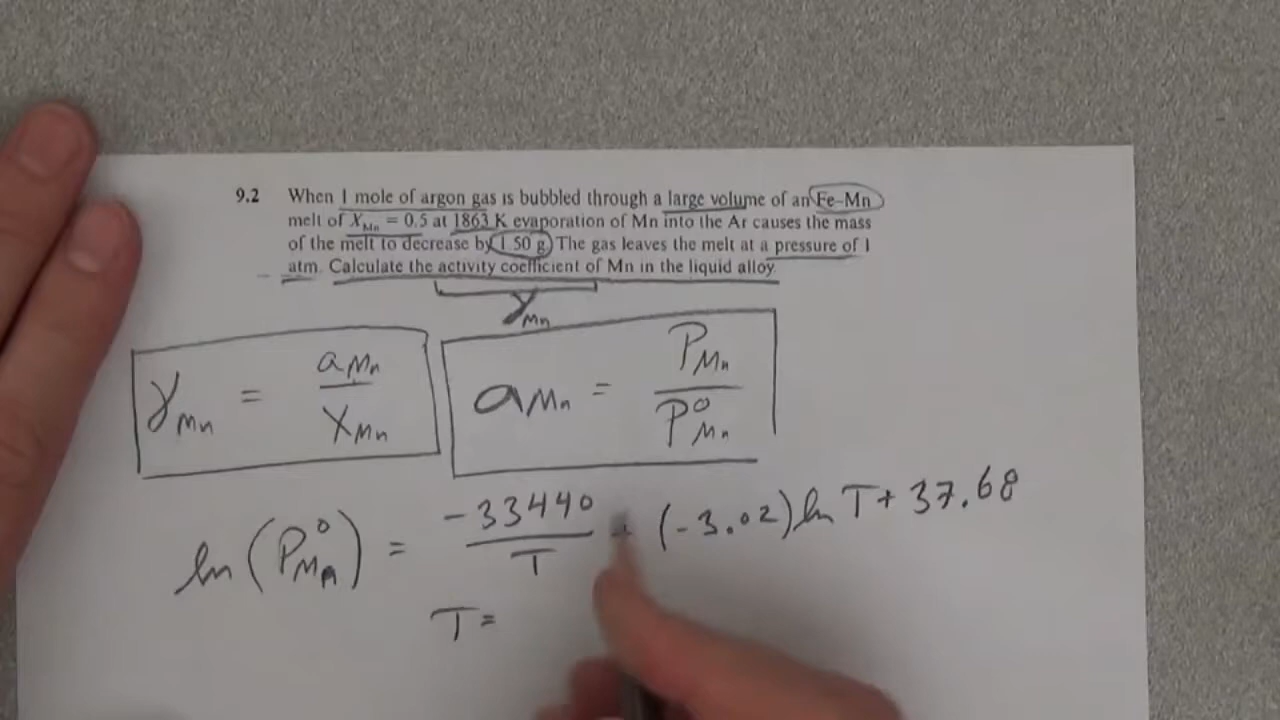 9.2 When 1 mole of argon gas is bubbled through a large volume of an Fe–Mn
melt of X_Mn = 0.5 at 1863 K evaporation of Mn into the Ar causes the mass
of the melt to decrease by 1.50 g. The gas leaves the melt at a pressure of 1
atm. Calculate the activity coefficient of Mn in the liquid alloy.
γ_Mn
γ_Mn = a_Mn / X_Mn
a_Mn = P_Mn / P°_Mn
ln(P°_Mn) = -33440 / T + (-3.02) ln T + 37.68
T =